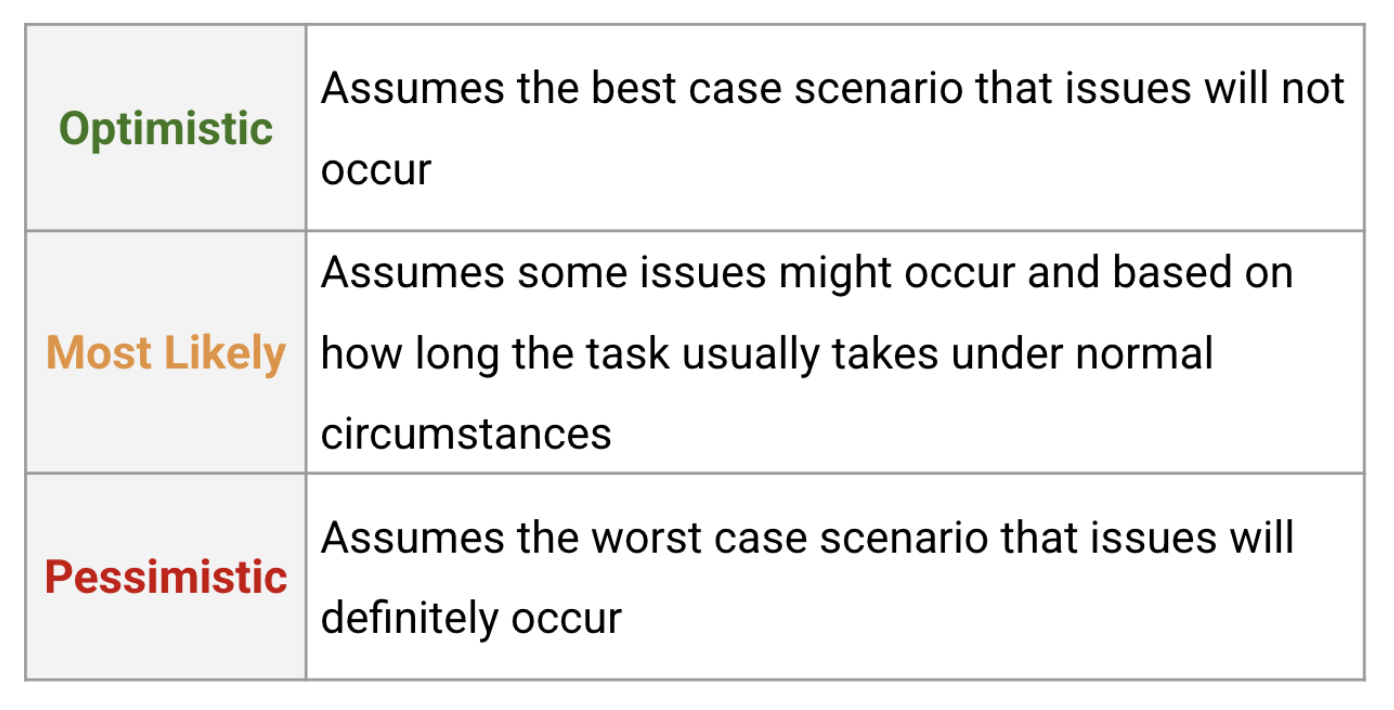 Optimistic
Assumes the best case scenario that issues will not
occur
Most Likely
Assumes some issues might occur and based on
how long the task usually takes under normal
circumstances
Pessimistic
Assumes the worst case scenario that issues will
definitely occur